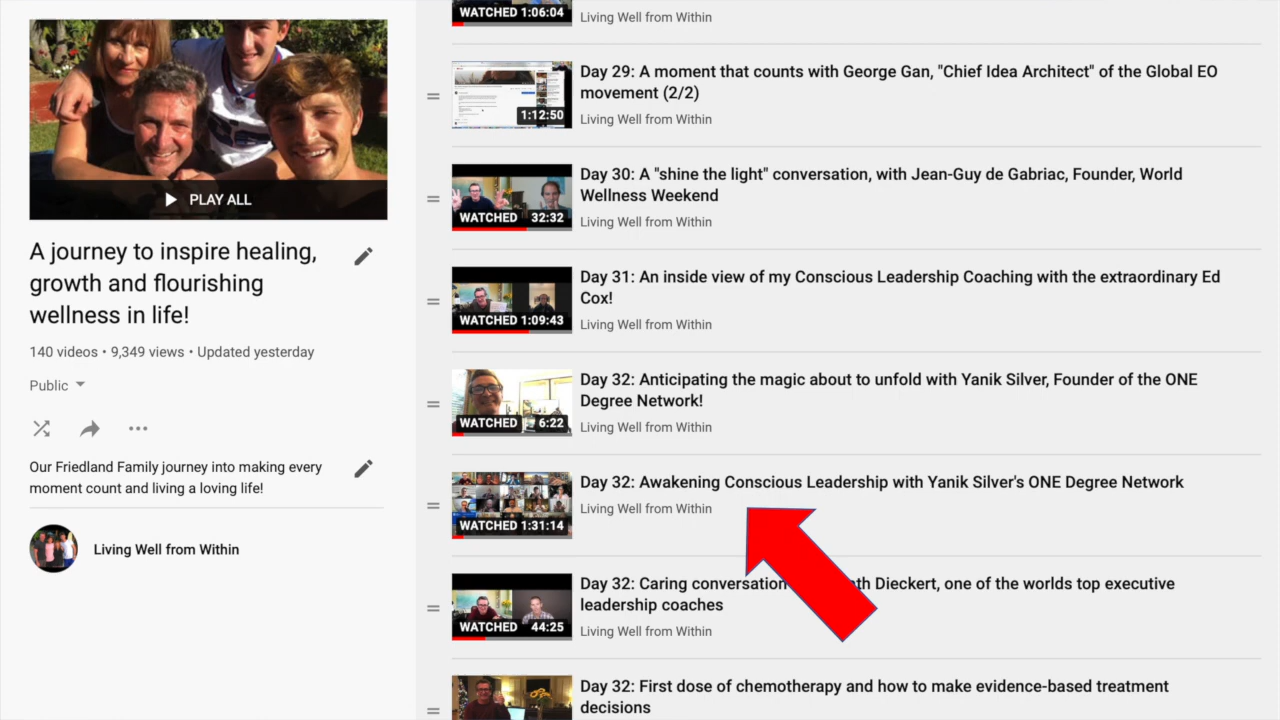 PLAY ALL
A journey to inspire healing,
growth and flourishing
wellness in life!
140 videos • 9,349 views • Updated yesterday
Public
Our Friedland Family journey into making every
moment count and living a loving life!
Living Well from Within
WATCHED 1:06:04
Living Well from Within
Day 29: A moment that counts with George Gan, "Chief Idea Architect" of the Global EO
movement (2/2)
1:12:50
Living Well from Within
Day 30: A "shine the light" conversation, with Jean-Guy de Gabriac, Founder, World
Wellness Weekend
WATCHED 32:32
Living Well from Within
Day 31: An inside view of my Conscious Leadership Coaching with the extraordinary Ed
Cox!
WATCHED 1:09:43
Living Well from Within
Day 32: Anticipating the magic about to unfold with Yanik Silver, Founder of the ONE
Degree Network!
WATCHED 6:22
Living Well from Within
Day 32: Awakening Conscious Leadership with Yanik Silver's ONE Degree Network
Living Well from Within
WATCHED 1:31:14
Day 32: Caring conversation Dieckert, one of the worlds top executive
leadership coaches
WATCHED 44:25
Living Well from Within
Day 32: First dose of chemotherapy and how to make evidence-based treatment
decisions